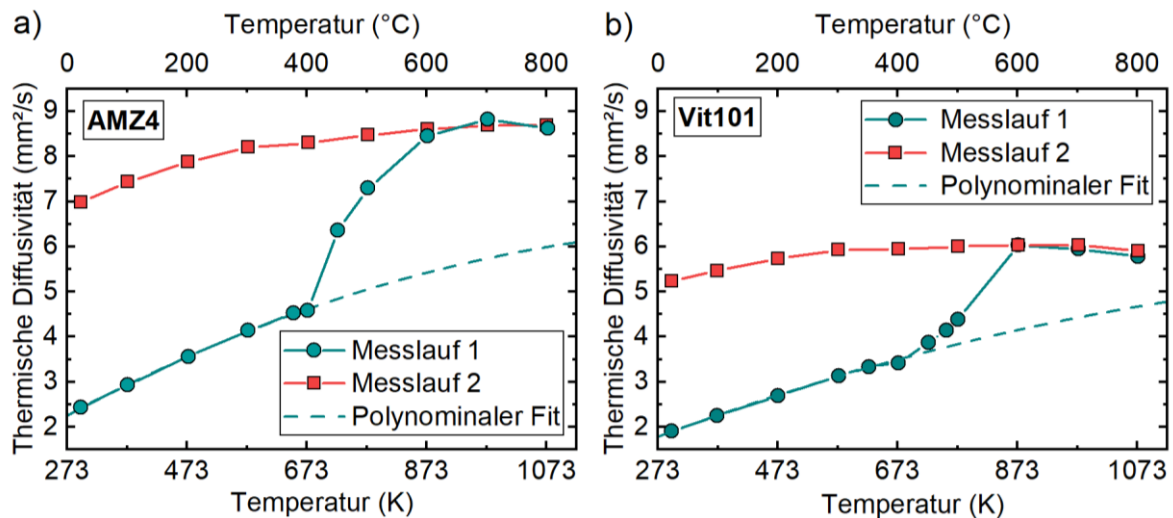 a)
Temperatur (°C)
0 200 400 600 800
Thermische Diffusivität (mm²/s)
9
8
7
6
5
4
3
2
AMZ4
Messlauf 1
Messlauf 2
Polynominaler Fit
273 473 673 873 1073
Temperatur (K)
b)
Temperatur (°C)
0 200 400 600 800
Thermische Diffusivität (mm²/s)
9
8
7
6
5
4
3
2
Vit101
Messlauf 1
Messlauf 2
Polynominaler Fit
273 473 673 873 1073
Temperatur (K)